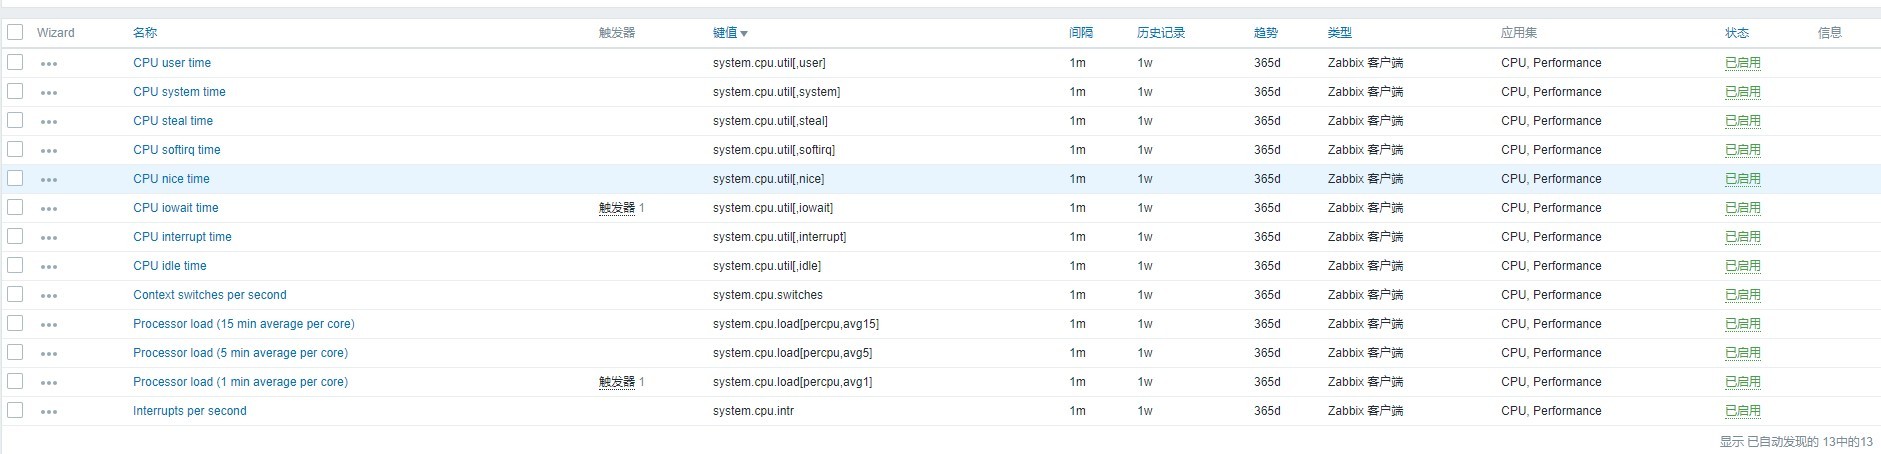 Wizard 名称 触发器 键值▼ 间隔 历史记录 趋势 类型 应用集 状态 信息
CPU user time system.cpu.util[,user] 1m 1w 365d Zabbix 客户端 CPU, Performance 已启用
CPU system time system.cpu.util[,system] 1m 1w 365d Zabbix 客户端 CPU, Performance 已启用
CPU steal time system.cpu.util[,steal] 1m 1w 365d Zabbix 客户端 CPU, Performance 已启用
CPU softirq time system.cpu.util[,softirq] 1m 1w 365d Zabbix 客户端 CPU, Performance 已启用
CPU nice time system.cpu.util[,nice] 1m 1w 365d Zabbix 客户端 CPU, Performance 已启用
CPU iowait time 触发器 1 system.cpu.util[,iowait] 1m 1w 365d Zabbix 客户端 CPU, Performance 已启用
CPU interrupt time system.cpu.util[,interrupt] 1m 1w 365d Zabbix 客户端 CPU, Performance 已启用
CPU idle time system.cpu.util[,idle] 1m 1w 365d Zabbix 客户端 CPU, Performance 已启用
Context switches per second system.cpu.switches 1m 1w 365d Zabbix 客户端 CPU, Performance 已启用
Processor load (15 min average per core) system.cpu.load[percpu,avg15] 1m 1w 365d Zabbix 客户端 CPU, Performance 已启用
Processor load (5 min average per core) system.cpu.load[percpu,avg5] 1m 1w 365d Zabbix 客户端 CPU, Performance 已启用
Processor load (1 min average per core) 触发器 1 system.cpu.load[percpu,avg1] 1m 1w 365d Zabbix 客户端 CPU, Performance 已启用
Interrupts per second system.cpu.intr 1m 1w 365d Zabbix 客户端 CPU, Performance 已启用
显示 已自动发现的 13中的13